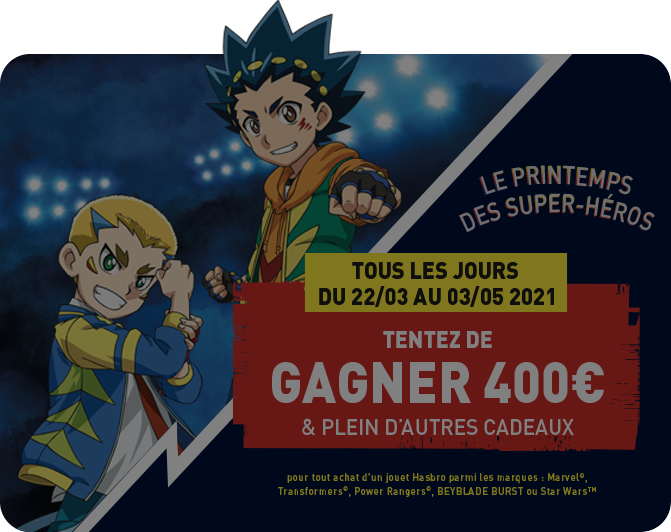 LE PRINTEMPS
DES SUPER-HÉROS
TOUS LES JOURS
DU 22/03 AU 03/05 2021
TENTEZ DE
GAGNER 400€
& PLEIN D'AUTRES CADEAUX
pour tout achat d'un jouet Hasbro parmi les marques : Marvel©,
Transformers©, Power Rangers©, BEYBLADE BURST ou Star Wars™